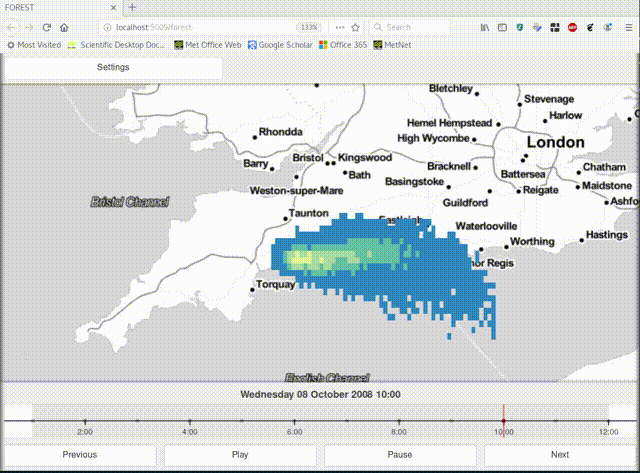 FOREST
localhost:5009/forest
133%
Search
Most Visited
Scientific Desktop Doc...
Met Office Web
Google Scholar
Office 365
MetNet
Settings
Bletchley
Stevenage
Hemel Hempstead
Harlow
High Wycombe
London
Rhondda
Barry
Bristol
Kingswood
Bath
Bracknell
Battersea
Chatham
Weston-super-Mare
Basingstoke
Reigate
Maidstone
Bristol Channel
Guildford
Ashfo
Taunton
Eastleigh
Waterlooville
Worthing
Hastings
nor Regis
Torquay
English Channel
Wednesday 08 October 2008 10:00
2:00 4:00 6:00 8:00 10:00 12:00
Previous
Play
Pause
Next